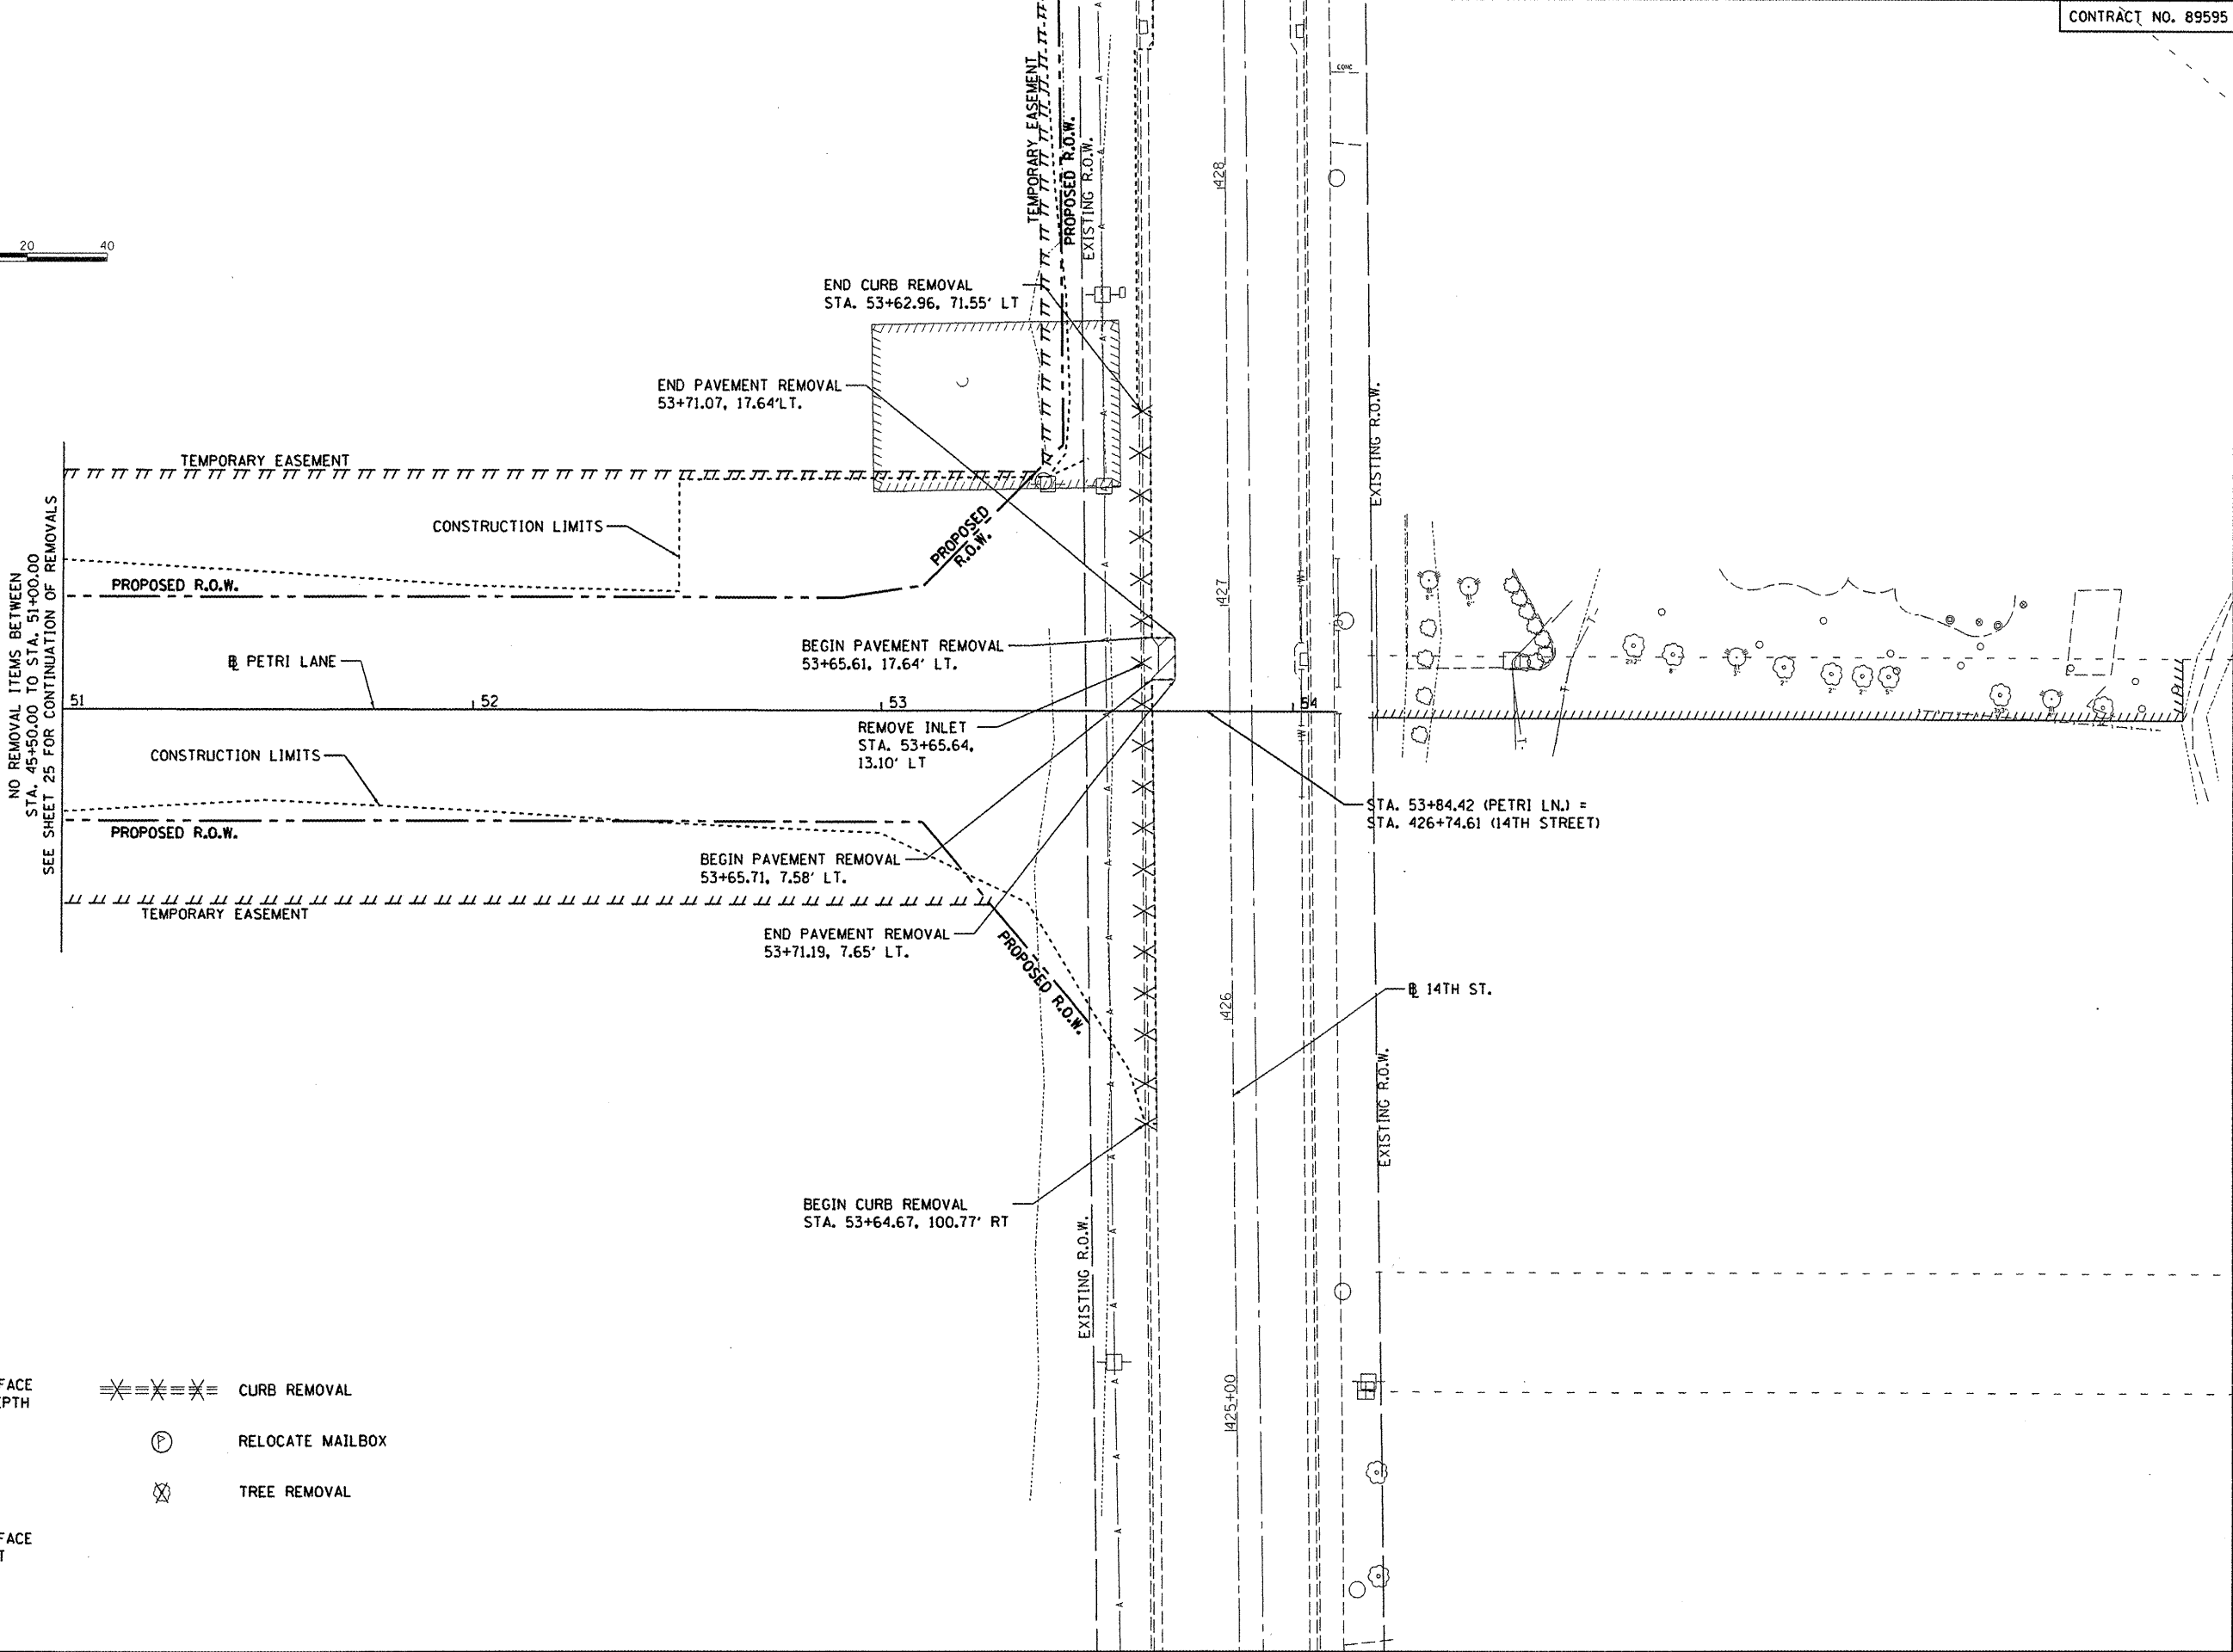 CONTRACT NO. 89595
CONC
TEMPORARY EASEMENT
PROPOSED R.O.W.
EXISTING R.O.W.
428
20 40
END CURB REMOVAL
STA. 53+62.96, 71.55' LT
END PAVEMENT REMOVAL
53+71.07, 17.64'LT.
EXISTING R.O.W.
TEMPORARY EASEMENT
CONSTRUCTION LIMITS
PROPOSED
R.O.W.
NO REMOVAL ITEMS BETWEEN
STA. 45+50.00 TO STA. 51+00.00
SEE SHEET 25 FOR CONTINUATION OF REMOVALS
PROPOSED R.O.W.
427
BEGIN PAVEMENT REMOVAL
53+65.61, 17.64' LT.
℄ PETRI LANE
51 52 53 54
REMOVE INLET
STA. 53+65.64,
13.10' LT
CONSTRUCTION LIMITS
STA. 53+84.42 (PETRI LN.) =
STA. 426+74.61 (14TH STREET)
PROPOSED R.O.W.
BEGIN PAVEMENT REMOVAL
53+65.71, 7.58' LT.
TEMPORARY EASEMENT
END PAVEMENT REMOVAL
53+71.19, 7.65' LT.
PROPOSED R.O.W.
426
℄ 14TH ST.
EXISTING R.O.W.
BEGIN CURB REMOVAL
STA. 53+64.67, 100.77' RT
EXISTING R.O.W.
425+00
FACE
EPTH
CURB REMOVAL
RELOCATE MAILBOX
TREE REMOVAL
FACE
T